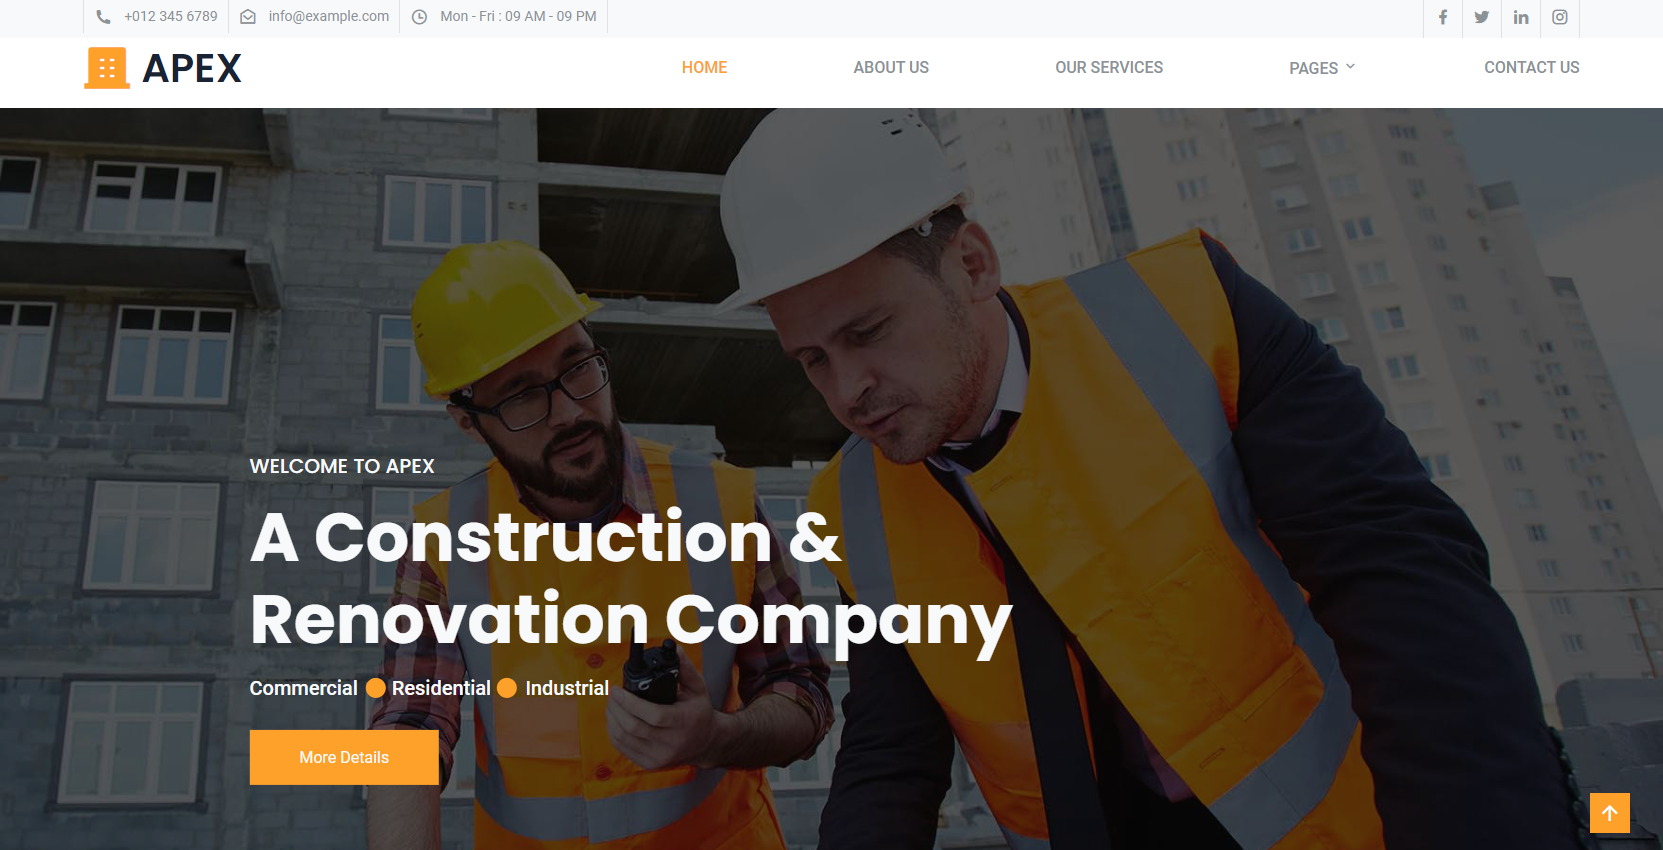 +012 345 6789
info@example.com
Mon - Fri : 09 AM - 09 PM
APEX
HOME
ABOUT US
OUR SERVICES
PAGES
CONTACT US
WELCOME TO APEX
A Construction &
Renovation Company
Commercial Residential Industrial
More Details